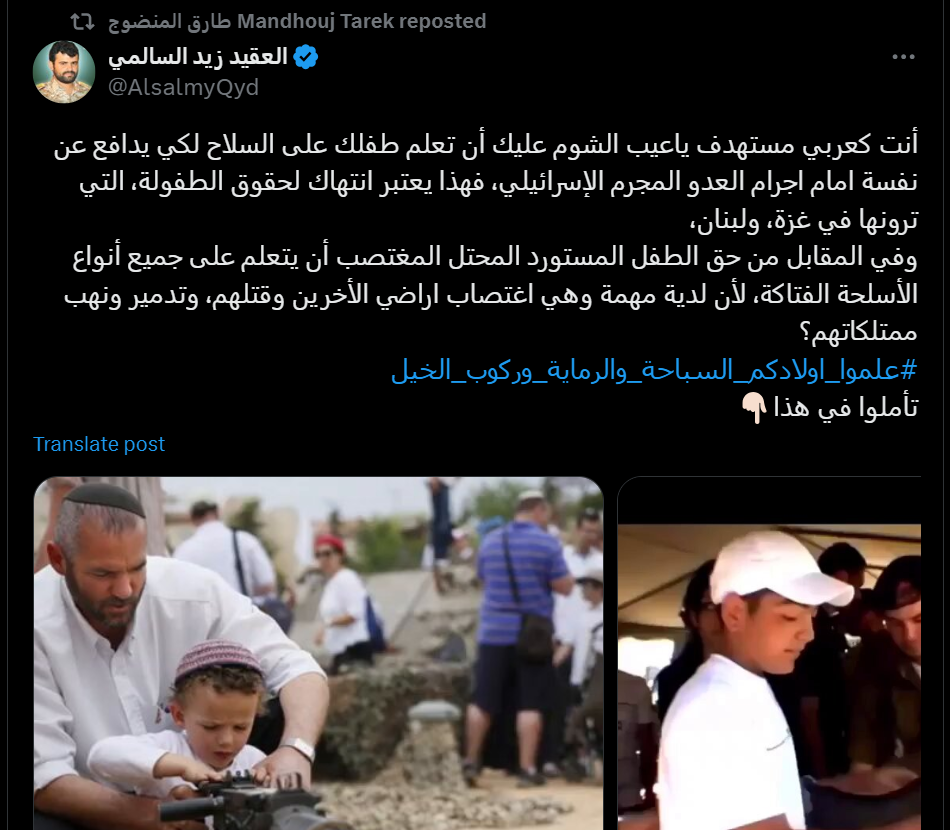 طارق المنضوج Mandhouj Tarek reposted
العقيد زيد السالمي
@AlsalmyQyd
أنت كعربي مستهدف ياعيب الشوم عليك أن تعلم طفلك على السلاح لكي يدافع عن
نفسة امام اجرام العدو المجرم الإسرائيلي، فهذا يعتبر انتهاك لحقوق الطفولة، التي
ترونها في غزة، ولبنان،
وفي المقابل من حق الطفل المستورد المحتل المغتصب أن يتعلم على جميع أنواع
الأسلحة الفتاكة، لأن لدية مهمة وهي اغتصاب اراضي الأخرين وقتلهم، وتدمير ونهب
ممتلكاتهم؟
#علموا_اولادكم_السباحة_والرماية_وركوب_الخيل
تأملوا في هذا 👇🏻
Translate post